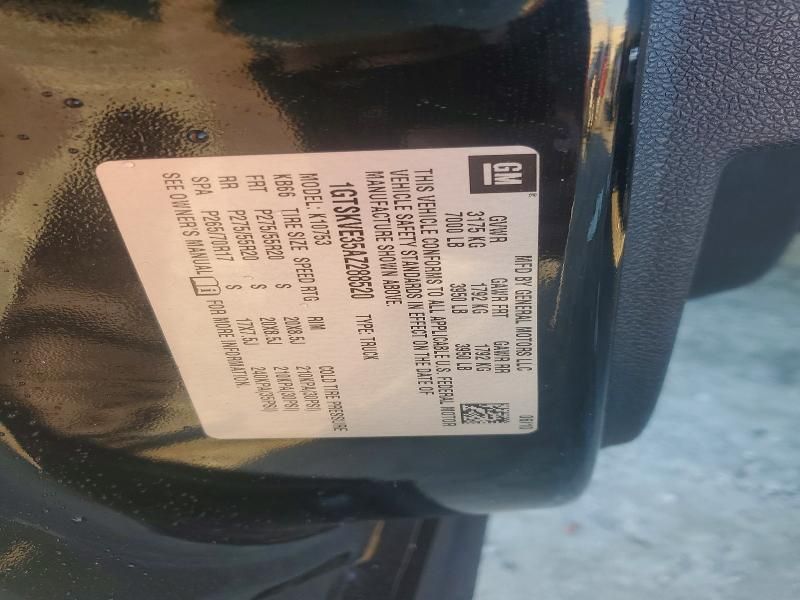 GM
MFD BY GENERAL MOTORS LLC 06/10
GVWR GAWR FRT GAWR RR
3175 KG 1792 KG 1792 KG
7000 LB 3950 LB 3950 LB
THIS VEHICLE CONFORMS TO ALL APPLICABLE U.S. FEDERAL MOTOR
VEHICLE SAFETY STANDARDS IN EFFECT ON THE DATE OF
MANUFACTURE SHOWN ABOVE.
1GTSKVE35AZ288520 TYPE: TRUCK
MODEL: K10753
KB6G TIRE SIZE SPEED RTG RIM COLD TIRE PRESSURE
FRT P275/55R20 S 20X8.5J 210KPA(30PSI)
RR P275/55R20 S 20X8.5J 210KPA(30PSI)
SPA P265/70R17 S 17X7.5J 240KPA(35PSI)
SEE OWNER'S MANUAL FOR MORE INFORMATION